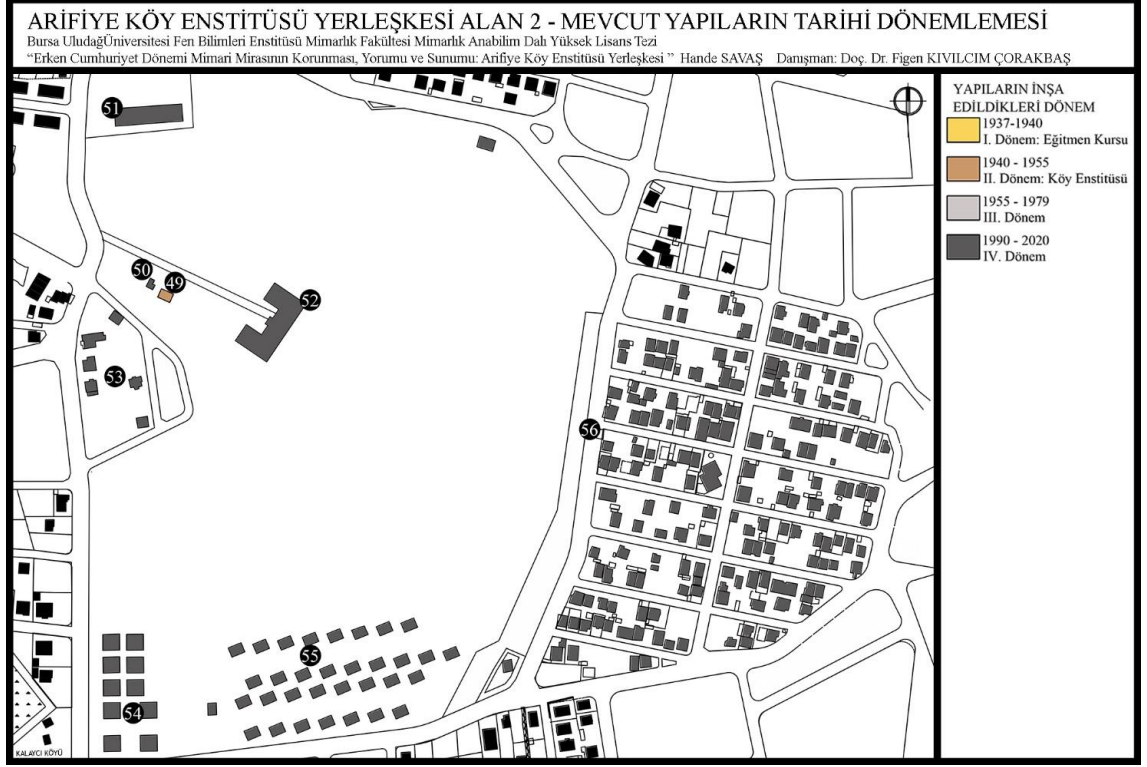 ARİFİYE KÖY ENSTİTÜSÜ YERLEŞKESİ ALAN 2 - MEVCUT YAPILARIN TARİHİ DÖNEMLEMESİ
Bursa UludağÜniversitesi Fen Bilimleri Enstitüsü Mimarlık Fakültesi Mimarlık Anabilim Dalı Yüksek Lisans Tezi
“Erken Cumhuriyet Dönemi Mimari Mirasının Korunması, Yorumu ve Sunumu: Arifiye Köy Enstitüsü Yerleşkesi ” Hande SAVAŞ Danışman: Doç. Dr. Figen KIVILCIM ÇORAKBAŞ
YAPILARIN İNŞA
EDİLDİKLERİ DÖNEM
1937-1940
I. Dönem: Eğitmen Kursu
1940 - 1955
II. Dönem: Köy Enstitüsü
1955 - 1979
III. Dönem
1990 - 2020
IV. Dönem
51
50
49
52
53
56
55
54
KALAYCI KÖYÜ